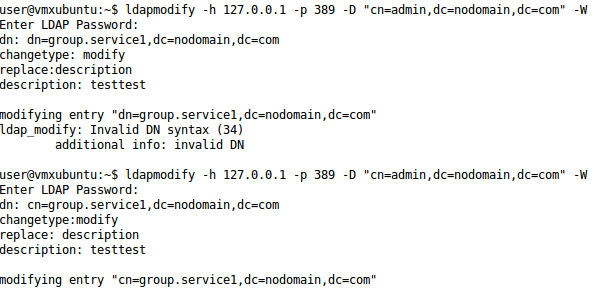 user@vmxubuntu:~$ ldapmodify -h 127.0.0.1 -p 389 -D "cn=admin,dc=nodomain,dc=com" -W
Enter LDAP Password:
dn: dn=group.service1,dc=nodomain,dc=com
changetype: modify
replace:description
description: testtest

modifying entry "dn=group.service1,dc=nodomain,dc=com"
ldap_modify: Invalid DN syntax (34)
        additional info: invalid DN

user@vmxubuntu:~$ ldapmodify -h 127.0.0.1 -p 389 -D "cn=admin,dc=nodomain,dc=com" -W
Enter LDAP Password:
dn: cn=group.service1,dc=nodomain,dc=com
changetype:modify
replace: description
description: testtest

modifying entry "cn=group.service1,dc=nodomain,dc=com"